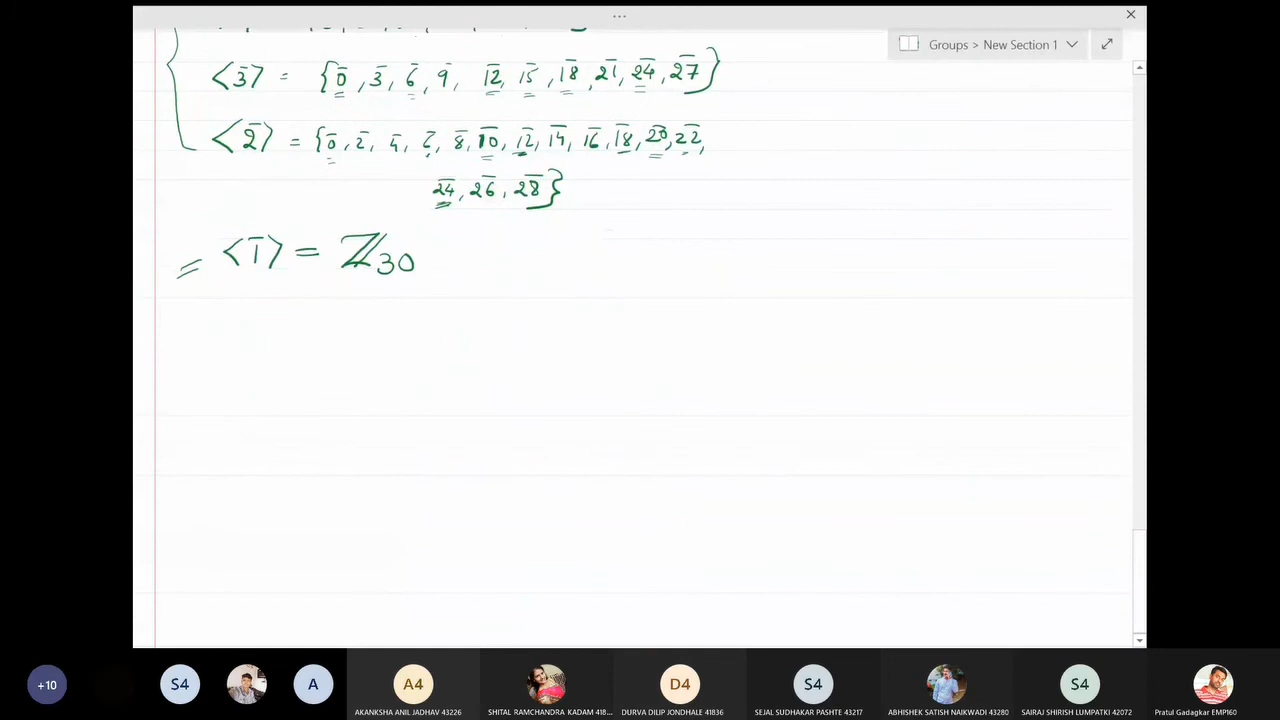 ...
Groups > New Section 1
<3̄> = {0̄, 3̄, 6̄, 9̄, 1̄2̄, 1̄5̄, 1̄8̄, 2̄1̄, 2̄4̄, 2̄7̄}
<2̄> = {0̄, 2̄, 4̄, 6̄, 8̄, 1̄0̄, 1̄2̄, 1̄4̄, 1̄6̄, 1̄8̄, 2̄0̄, 2̄2̄,
2̄4̄, 2̄6̄, 2̄8̄}
= <1̄> = ℤ30
+10
S4
A
A4
D4
S4
S4
AKANKSHA ANIL JADHAV 43226
SHITAL RAMCHANDRA KADAM 418...
DURVA DILIP JONDHALE 41836
SEJAL SUDHAKAR PASHTE 43217
ABHISHEK SATISH NAIKWADI 43280
SAIRAJ SHIRISH LUMPATKI 42072
Pratul Gadagkar EMP160